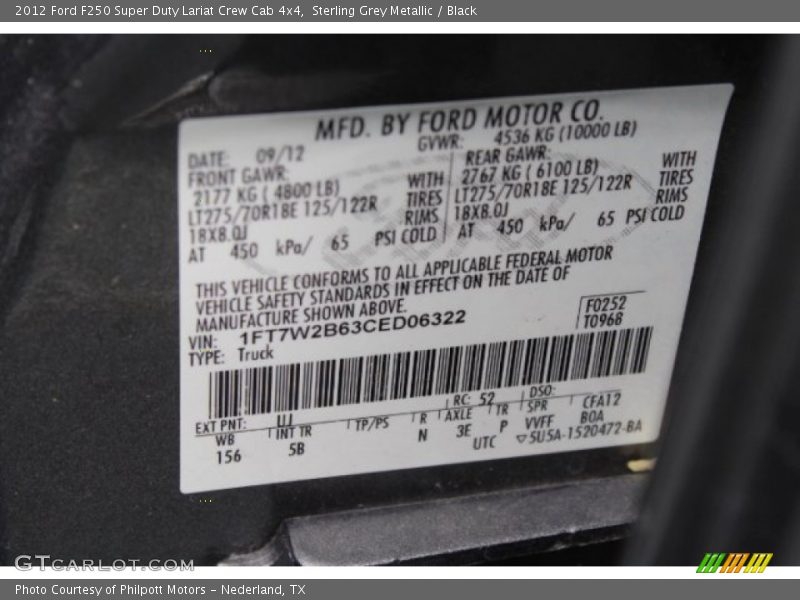 2012 Ford F250 Super Duty Lariat Crew Cab 4x4, Sterling Grey Metallic / Black
MFD. BY FORD MOTOR CO.
DATE: 09/12
GVWR: 4536 KG (10000 LB)
FRONT GAWR:
2177 KG ( 4800 LB) WITH
LT275/70R18E 125/122R TIRES
18X8.0J RIMS
AT 450 kPa/ 65 PSI COLD
REAR GAWR: WITH
2767 KG ( 6100 LB) TIRES
LT275/70R18E 125/122R RIMS
18X8.0J
AT 450 kPa/ 65 PSI COLD
THIS VEHICLE CONFORMS TO ALL APPLICABLE FEDERAL MOTOR
VEHICLE SAFETY STANDARDS IN EFFECT ON THE DATE OF
MANUFACTURE SHOWN ABOVE.
VIN: 1FT7W2B63CED06322
TYPE: Truck
F0252
T0968
EXT PNT: UJ RC: 52 DSO:
WB INT TR TP/PS R AXLE TR SPR CFA12
156 5B N 3E P VVFF BOA
UTC ▽5U5A-1520472-BA
GTCarLot.com
Photo Courtesy of Philpott Motors - Nederland, TX